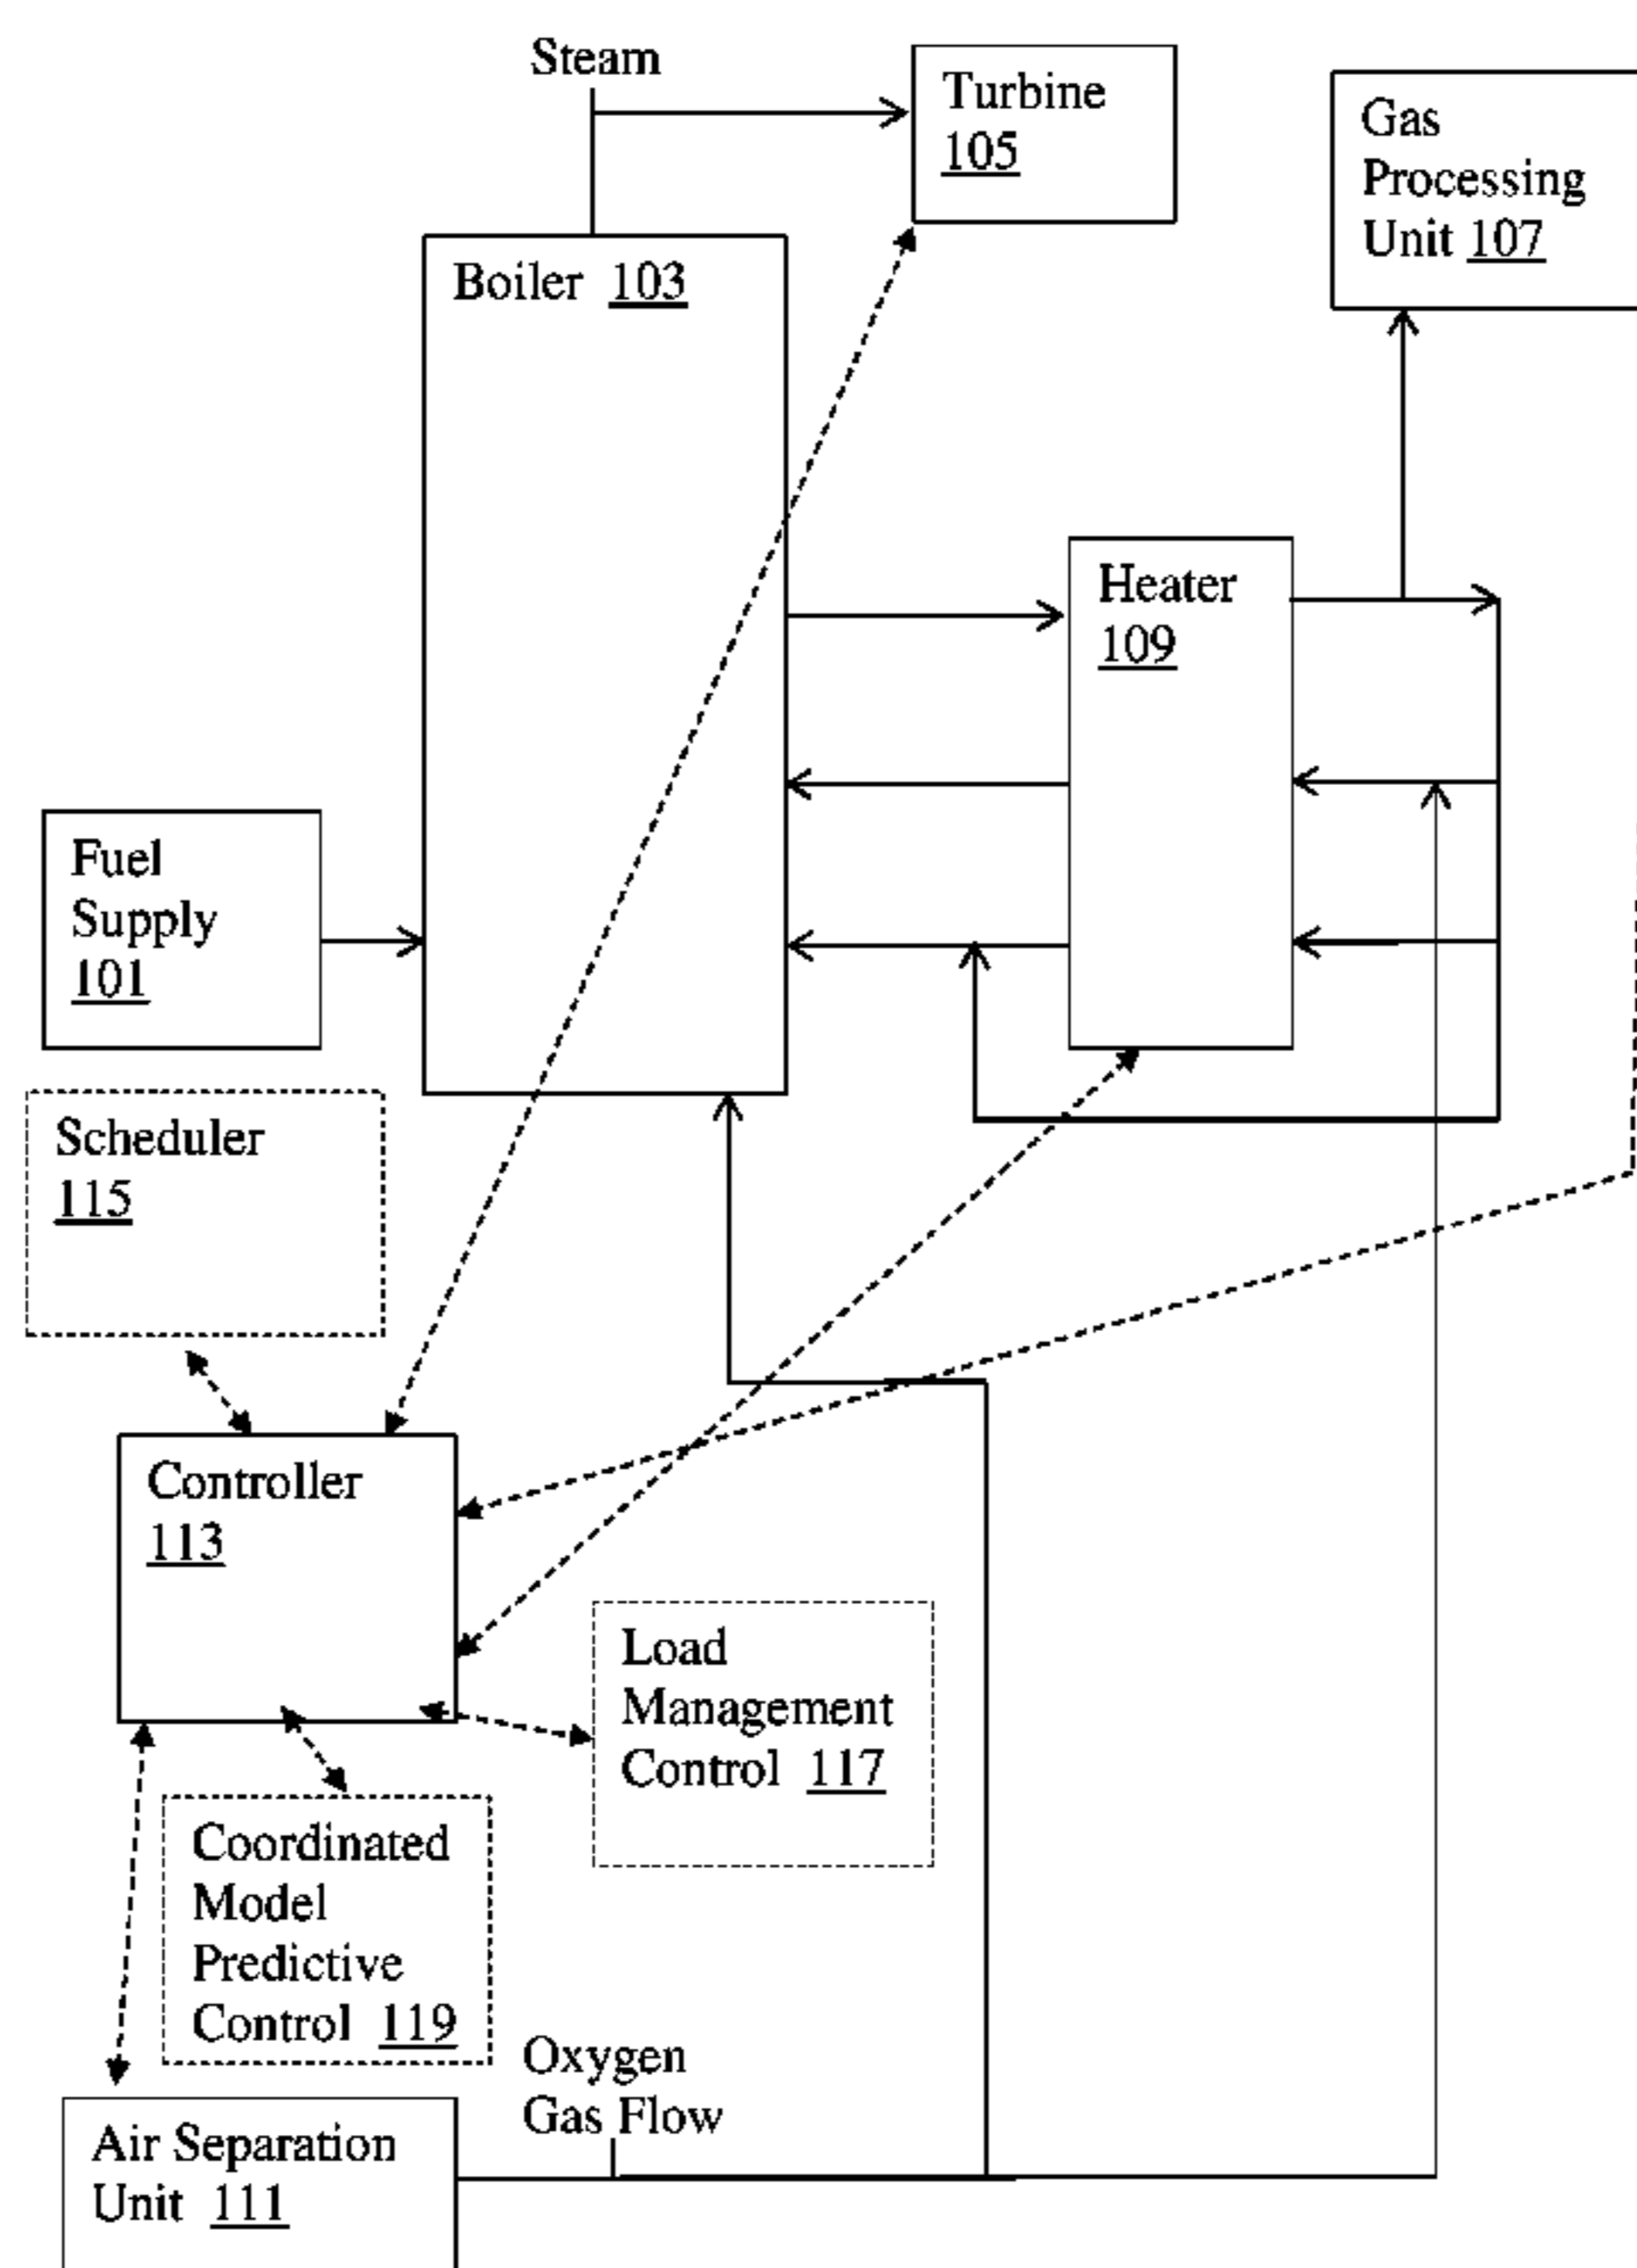 Steam
Turbine
105
Gas
Processing
Unit 107
Boiler 103
Heater
109
Fuel
Supply
101
Scheduler
115
Controller
113
Load
Management
Control 117
Coordinated
Model
Predictive
Control 119
Oxygen
Gas Flow
Air Separation
Unit 111